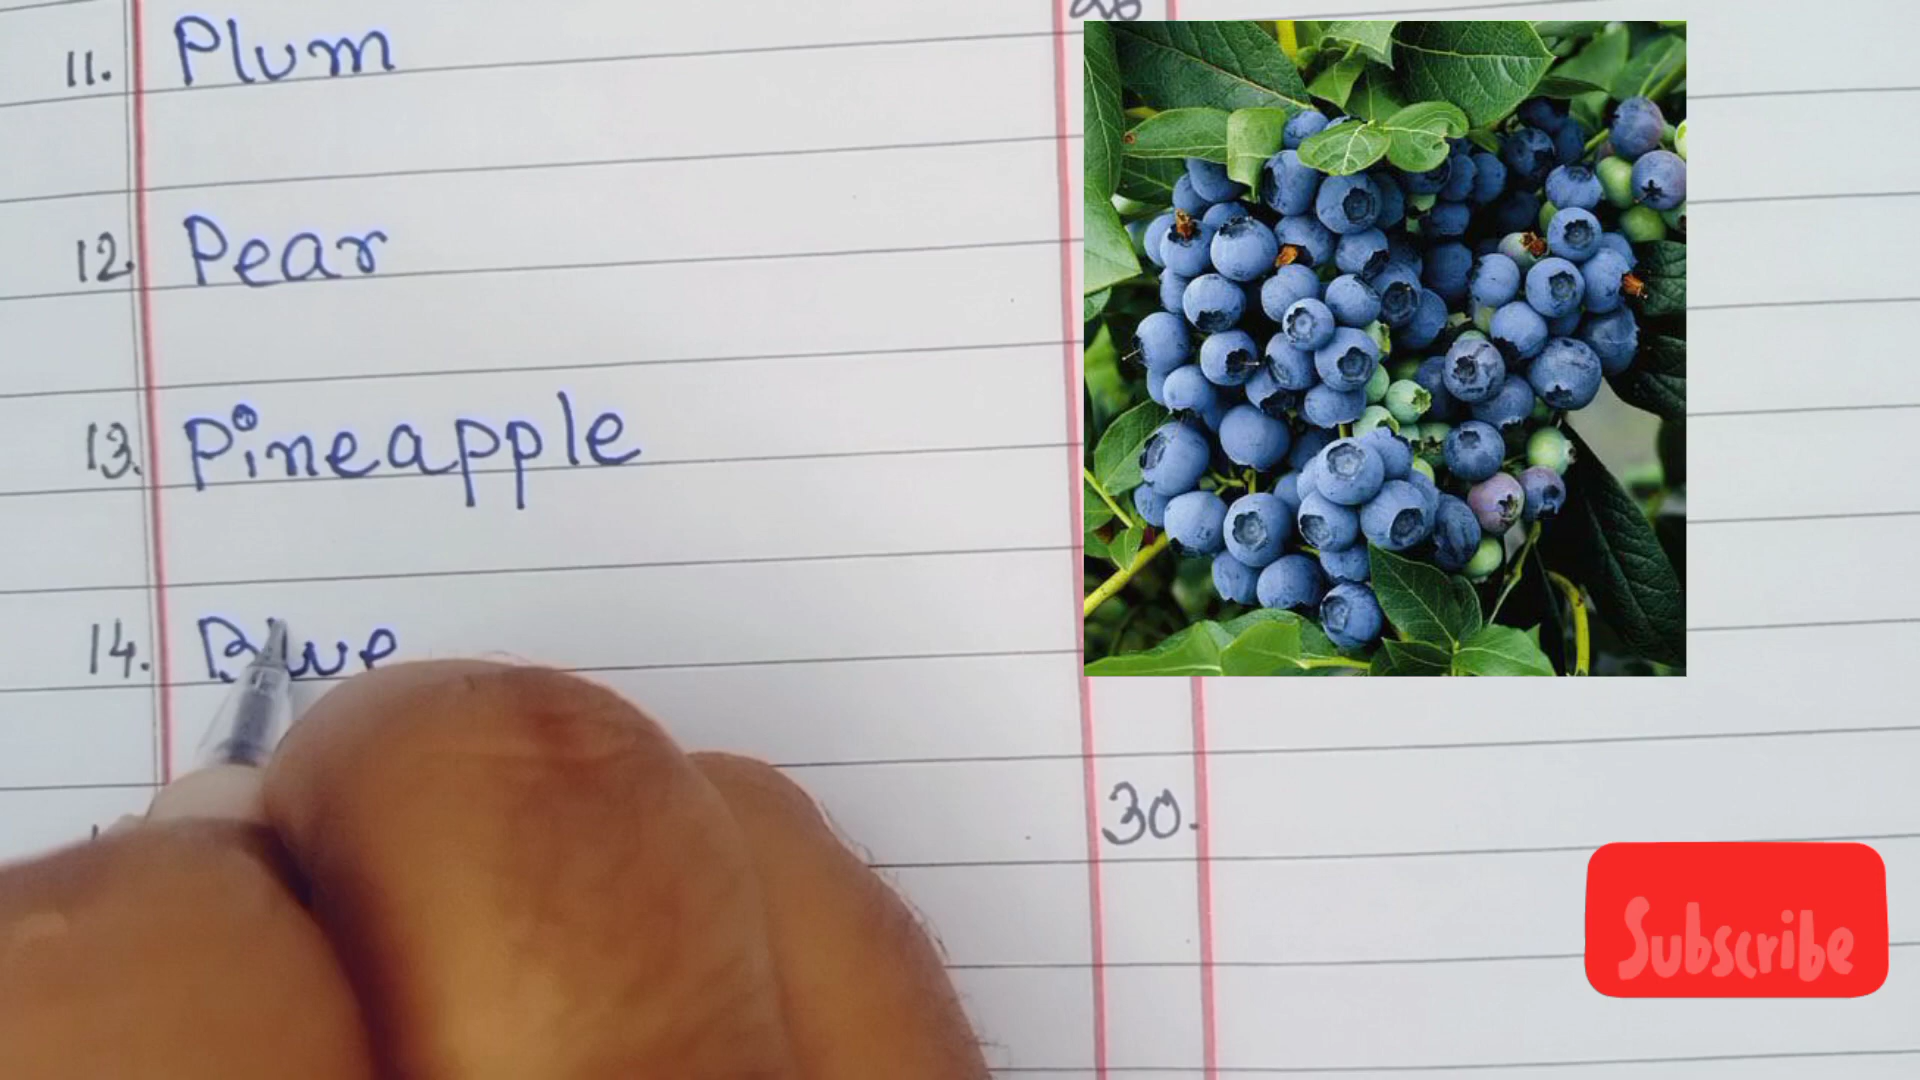 11. Plum
12. Pear
13. Pineapple
14. Blue
30.
Subscribe